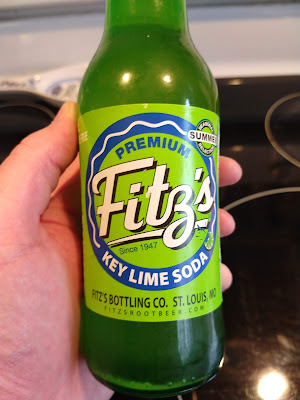 PREMIUM
SUMMER
Fitz's
Since 1947
KEY LIME SODA
FITZ'S BOTTLING CO. ST. LOUIS, MO
FITZSROOTBEER.COM